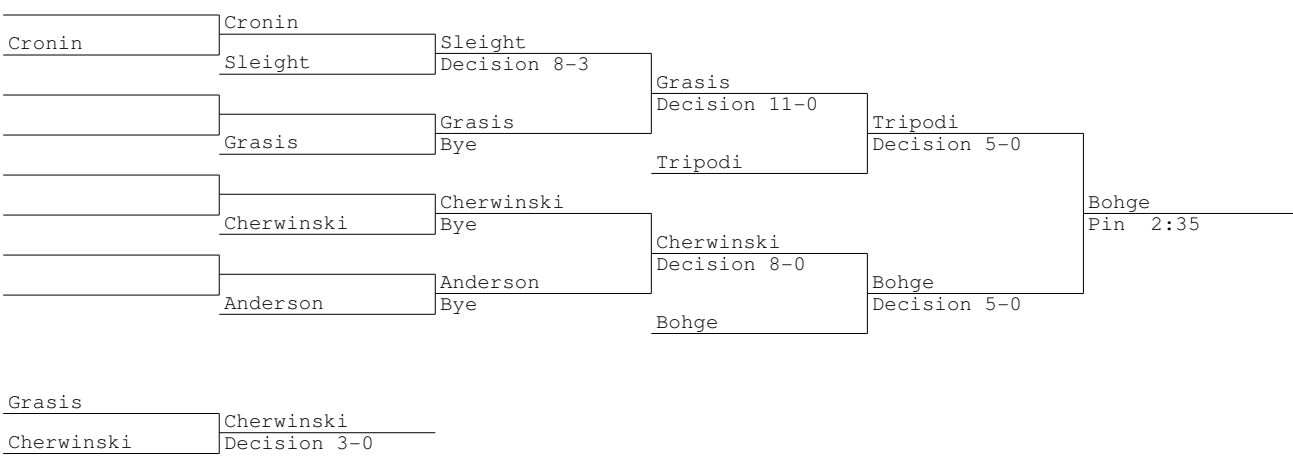 Cronin
Cronin
Sleight
Sleight
Decision 8-3
Grasis
Decision 11-0
Grasis
Grasis
Bye
Tripodi
Tripodi
Decision 5-0
Cherwinski
Cherwinski
Bye
Bohge
Pin 2:35
Cherwinski
Decision 8-0
Anderson
Anderson
Bye
Bohge
Decision 5-0
Bohge
Grasis
Cherwinski
Cherwinski
Decision 3-0